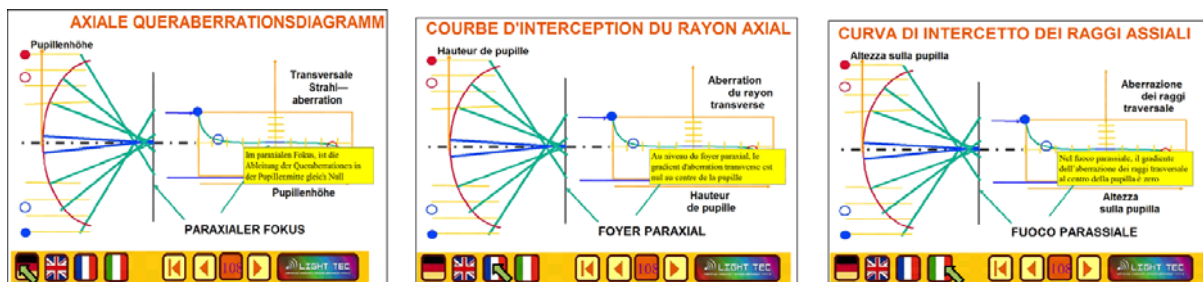 AXIALE QUERABERRATIONSDIAGRAMM
Pupillenhöhe
Transversale
Strahl—
aberration
Im paraxialen Fokus, ist die
Ableitung der Queraberrationen in
der Pupillenmitte gleich Null
Pupillenhöhe
PARAXIALER FOKUS
108
LIGHT TEC
COURBE D'INTERCEPTION DU RAYON AXIAL
Hauteur de pupille
Aberration
du rayon
transverse
Au niveau du foyer paraxial, le
gradient d'aberration transverse est
nul au centre de la pupille
Hauteur
de pupille
FOYER PARAXIAL
108
LIGHT TEC
CURVA DI INTERCETTO DEI RAGGI ASSIALI
Altezza sulla pupilla
Aberrazione
dei raggi
traversale
Nel fuoco parassiale, il gradiente
dell'aberrazione dei raggi trasversale
al centro della pupilla è zero
Altezza
sulla pupilla
FUOCO PARASSIALE
108
LIGHT TEC